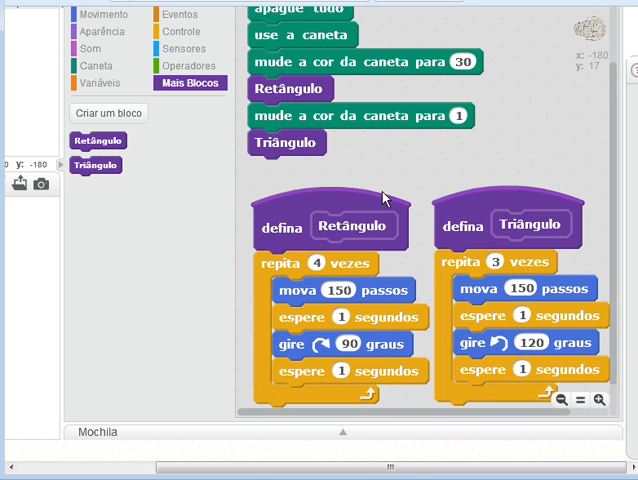 Movimento Eventos
Aparência Controle
Som Sensores
Caneta Operadores
Variáveis Mais Blocos
Criar um bloco
Retângulo
Triângulo
0 y: -180
apague tudo
use a caneta
mude a cor da caneta para 30
Retângulo
mude a cor da caneta para 1
Triângulo
x: -180
y: 17
defina Retângulo
repita 4 vezes
mova 150 passos
espere 1 segundos
gire 90 graus
espere 1 segundos
defina Triângulo
repita 3 vezes
mova 150 passos
espere 1 segundos
gire 120 graus
espere 1 segundos
Mochila